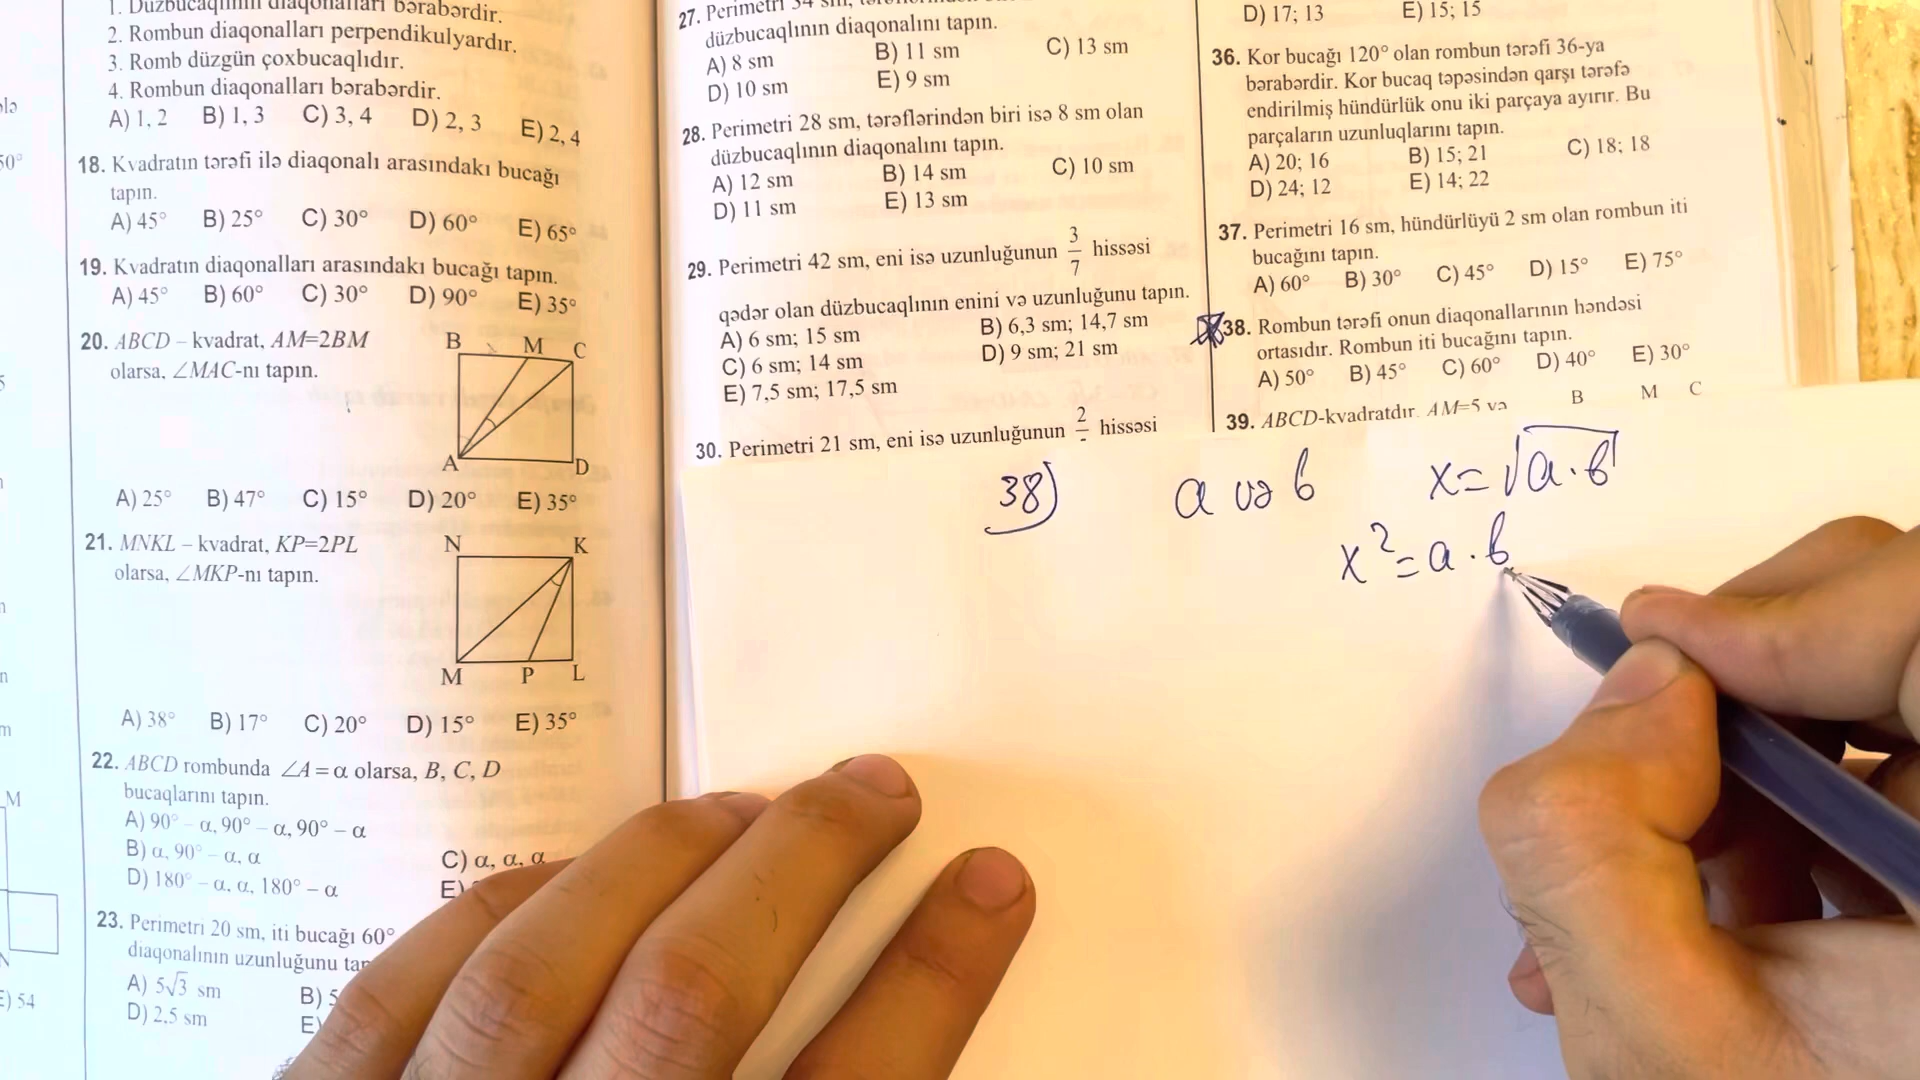 1. Düzbucaqlının diaqonalları bərabərdir.
2. Rombun diaqonalları perpendikulyardır.
3. Romb düzgün çoxbucaqlıdır.
4. Rombun diaqonalları bərabərdir.
A) 1, 2 B) 1, 3 C) 3, 4 D) 2, 3 E) 2, 4
18. Kvadratın tərəfi ilə diaqonalı arasındakı bucağı
tapın.
A) 45° B) 25° C) 30° D) 60° E) 65°
19. Kvadratın diaqonalları arasındakı bucağı tapın.
A) 45° B) 60° C) 30° D) 90° E) 35°
20. ABCD – kvadrat, AM=2BM
olarsa, ∠MAC-nı tapın.
B M C
A D
A) 25° B) 47° C) 15° D) 20° E) 35°
21. MNKL – kvadrat, KP=2PL
olarsa, ∠MKP-nı tapın.
N K
M P L
A) 38° B) 17° C) 20° D) 15° E) 35°
22. ABCD rombunda ∠A = α olarsa, B, C, D
bucaqlarını tapın.
A) 90° – α, 90° – α, 90° – α
B) α, 90° – α, α C) α, α, α
D) 180° – α, α, 180° – α E)
23. Perimetri 20 sm, iti bucağı 60°
diaqonalının uzunluğunu
A) 5√3 sm B) 5
D) 2,5 sm E)
27. Perimetri 34 sm,
düzbucaqlının diaqonalını tapın.
A) 8 sm B) 11 sm C) 13 sm
D) 10 sm E) 9 sm
28. Perimetri 28 sm, tərəflərindən biri isə 8 sm olan
düzbucaqlının diaqonalını tapın.
A) 12 sm B) 14 sm C) 10 sm
D) 11 sm E) 13 sm
29. Perimetri 42 sm, eni isə uzunluğunun 3/7 hissəsi
qədər olan düzbucaqlının enini və uzunluğunu tapın.
A) 6 sm; 15 sm B) 6,3 sm; 14,7 sm
C) 6 sm; 14 sm D) 9 sm; 21 sm
E) 7,5 sm; 17,5 sm
30. Perimetri 21 sm, eni isə uzunluğunun 2 hissəsi
D) 17; 13 E) 15; 15
36. Kor bucağı 120° olan rombun tərəfi 36-ya
bərabərdir. Kor bucaq təpəsindən qarşı tərəfə
endirilmiş hündürlük onu iki parçaya ayırır. Bu
parçaların uzunluqlarını tapın.
A) 20; 16 B) 15; 21 C) 18; 18
D) 24; 12 E) 14; 22
37. Perimetri 16 sm, hündürlüyü 2 sm olan rombun iti
bucağını tapın.
A) 60° B) 30° C) 45° D) 15° E) 75°
38. Rombun tərəfi onun diaqonallarının həndəsi
ortasıdır. Rombun iti bucağını tapın.
A) 50° B) 45° C) 60° D) 40° E) 30°
39. ABCD-kvadratdır. AM=5 və
B M C
38) a və b x=√a·b
x²=a·b
M
E) 54